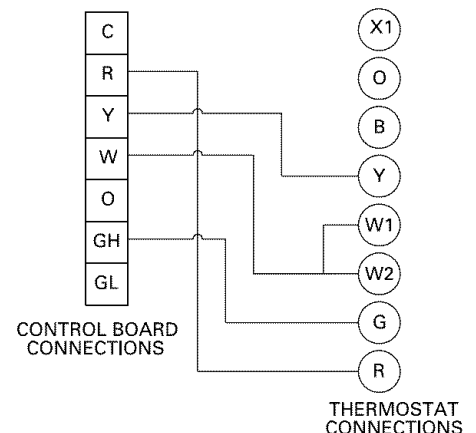 C
R
Y
W
O
GH
GL
CONTROL BOARD
CONNECTIONS
X1
O
B
Y
W1
W2
G
R
THERMOSTAT
CONNECTIONS